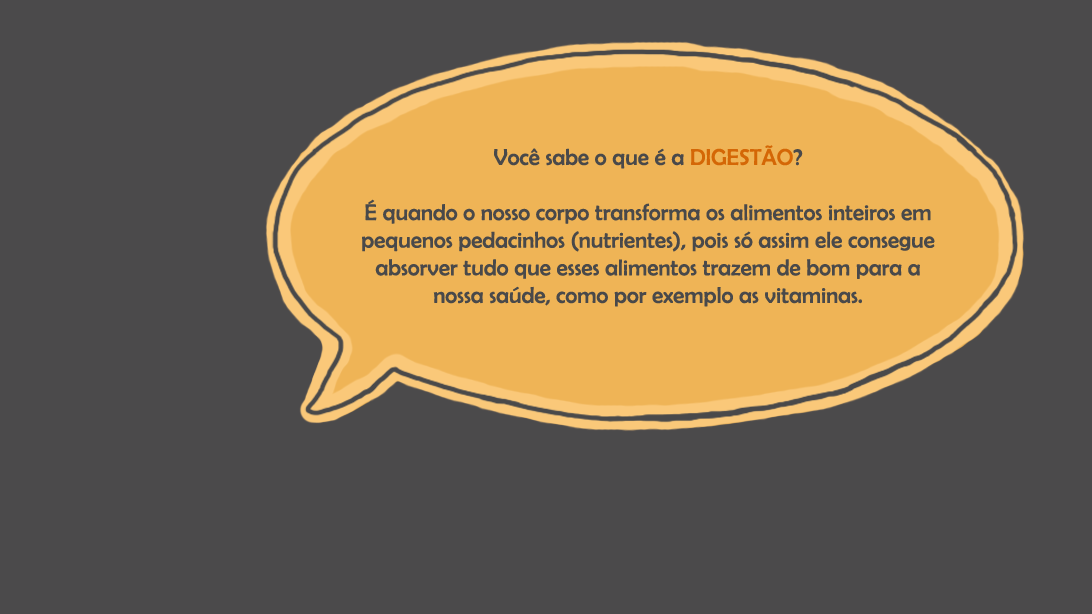 Você sabe o que é a DIGESTÃO?
É quando o nosso corpo transforma os alimentos inteiros em
pequenos pedacinhos (nutrientes), pois só assim ele consegue
absorver tudo que esses alimentos trazem de bom para a
nossa saúde, como por exemplo as vitaminas.